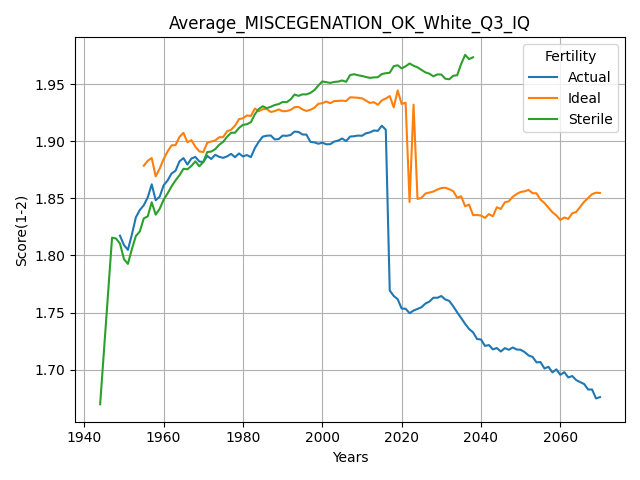 Average_MISCEGENATION_OK_White_Q3_IQ
Fertility
Actual
Ideal
Sterile
Score(1-2)
1.95
1.90
1.85
1.80
1.75
1.70
1940 1960 1980 2000 2020 2040 2060
Years